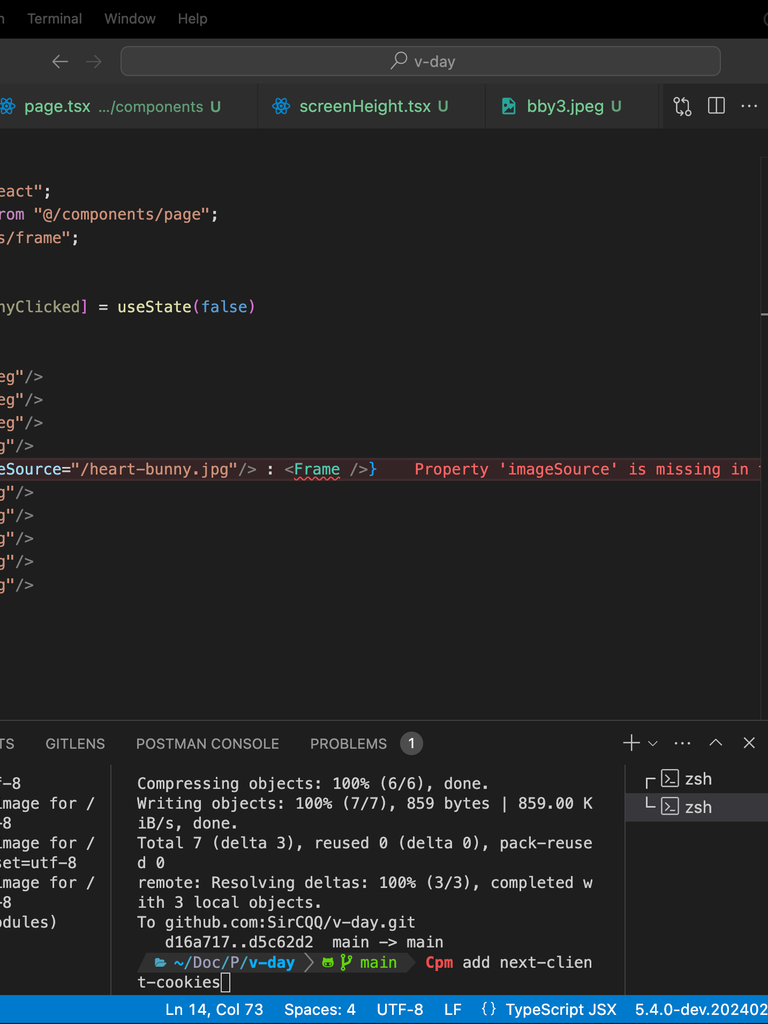 Terminal Window Help
v-day
page.tsx .../components U screenHeight.tsx U bby3.jpeg U ...
eact";
rom "@/components/page";
s/frame";
nyClicked] = useState(false)
eg"/>
eg"/>
eg"/>
g"/>
eSource="/heart-bunny.jpg"/> : <Frame />} Property 'imageSource' is missing in
g"/>
g"/>
g"/>
g"/>
g"/>
TS GITLENS POSTMAN CONSOLE PROBLEMS 1
f-8
image for /
-8
image for /
set=utf-8
image for /
-8
odules)
Compressing objects: 100% (6/6), done.
Writing objects: 100% (7/7), 859 bytes | 859.00 K
iB/s, done.
Total 7 (delta 3), reused 0 (delta 0), pack-reuse
d 0
remote: Resolving deltas: 100% (3/3), completed w
ith 3 local objects.
To github.com:SirCQQ/v-day.git
d16a717..d5c62d2 main -> main
~/Doc/P/v-day main Cpm add next-clien
t-cookies
zsh
zsh
Ln 14, Col 73 Spaces: 4 UTF-8 LF {} TypeScript JSX 5.4.0-dev.202402